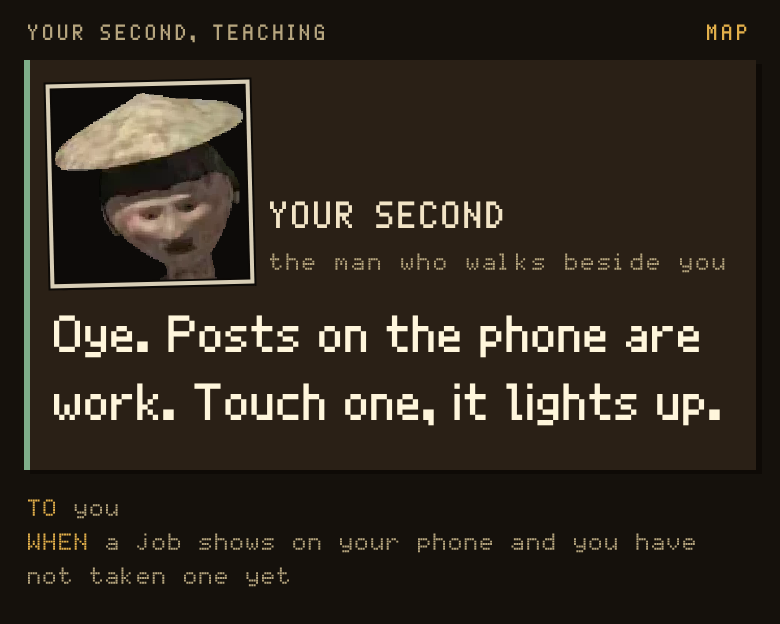 YOUR SECOND, TEACHING
MAP
YOUR SECOND
the man who walks beside you
Oye. Posts on the phone are
work. Touch one, it lights up.
TO you
WHEN a job shows on your phone and you have
not taken one yet